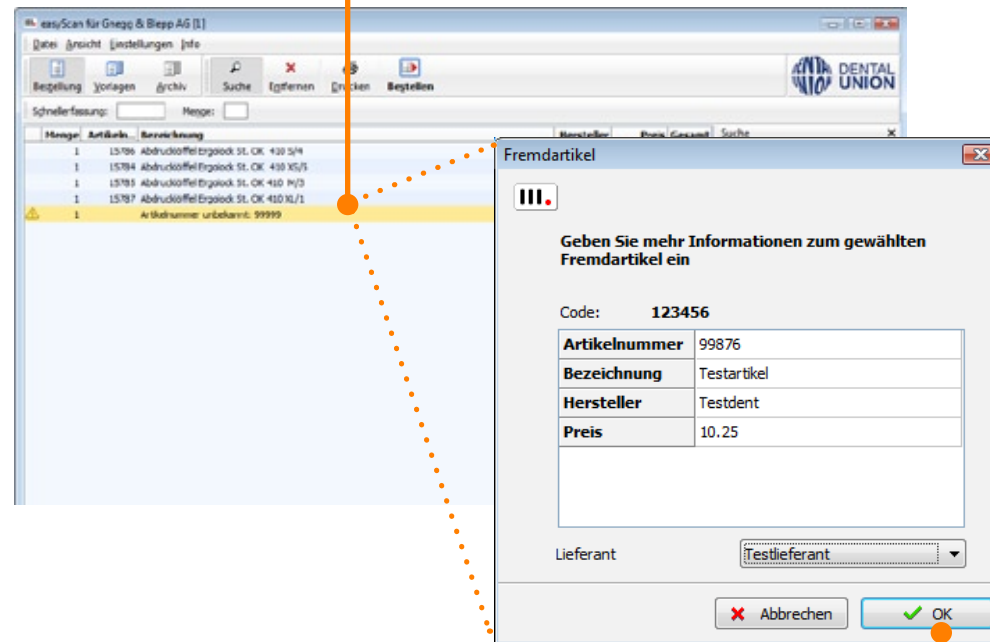 easyScan für Gnegg & Biepp AG [1]
Datei Ansicht Einstellungen Info
Bestellung Vorlagen Archiv Suche Entfernen Drucken Bestellen
DENTAL
UNION
Schnellerfassung: Menge:
Menge Artikeln... Bezeichnung Hersteller Preis Gesamt Suche
1 15786 Abdrucklöffel Ergolock St. OK 410 S/4
1 15784 Abdrucklöffel Ergolock St. OK 410 XS/5
1 15785 Abdrucklöffel Ergolock St. OK 410 M/3
1 15787 Abdrucklöffel Ergolock St. OK 410 XL/1
1 Artikelnummer unbekannt: 99999
Fremdartikel
Geben Sie mehr Informationen zum gewählten
Fremdartikel ein
Code: 123456
Artikelnummer 99876
Bezeichnung Testartikel
Hersteller Testdent
Preis 10.25
Lieferant Testlieferant
Abbrechen OK